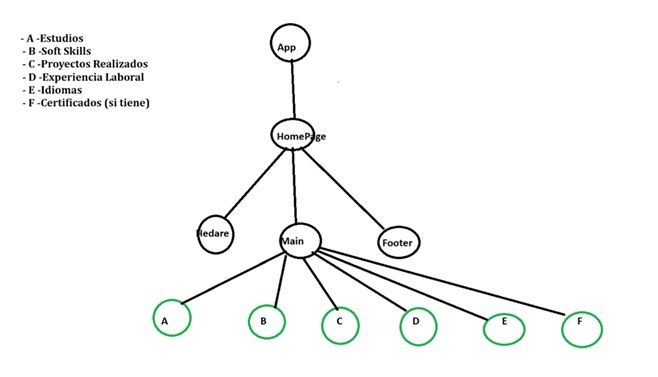 - A -Estudios
- B -Soft Skills
- C -Proyectos Realizados
- D -Experiencia Laboral
- E -Idiomas
- F -Certificados (si tiene)
App
HomePage
Hedare
Main
Footer
A
B
C
D
E
F